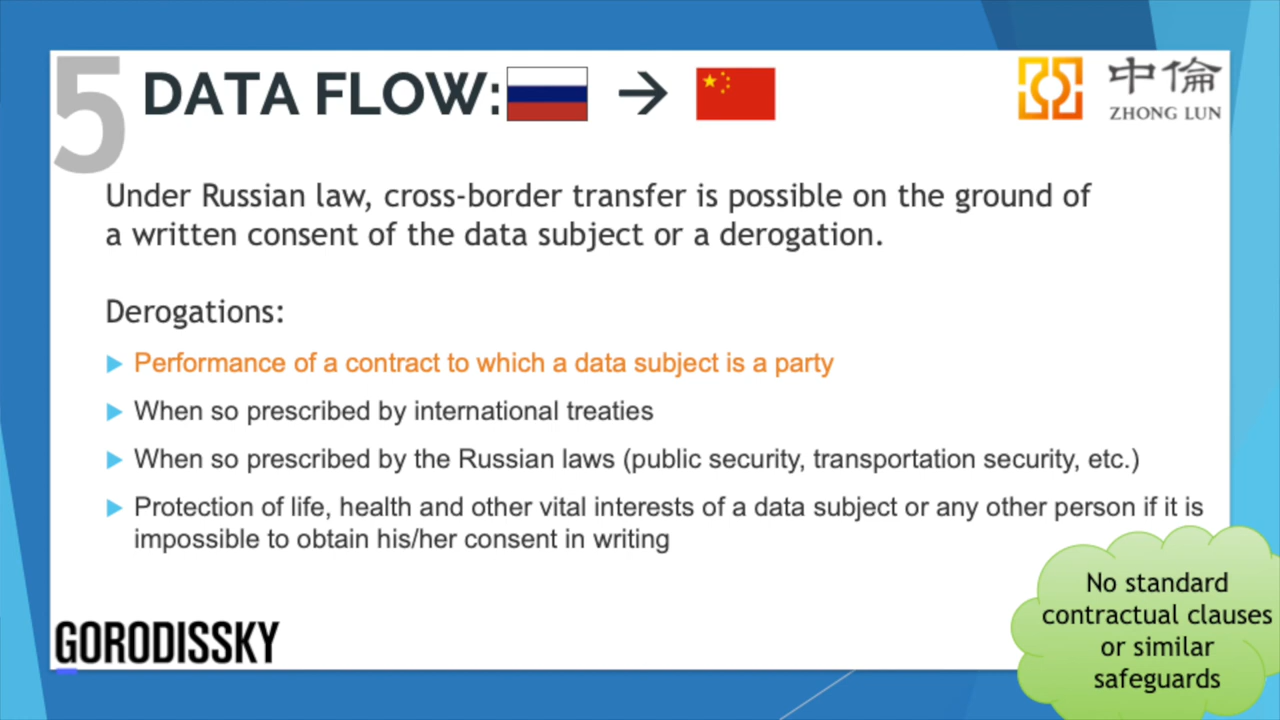 5 DATA FLOW: →
中倫
ZHONG LUN
Under Russian law, cross-border transfer is possible on the ground of
a written consent of the data subject or a derogation.
Derogations:
Performance of a contract to which a data subject is a party
When so prescribed by international treaties
When so prescribed by the Russian laws (public security, transportation security, etc.)
Protection of life, health and other vital interests of a data subject or any other person if it is
impossible to obtain his/her consent in writing
No standard
contractual clauses
or similar
safeguards
GORODISSKY